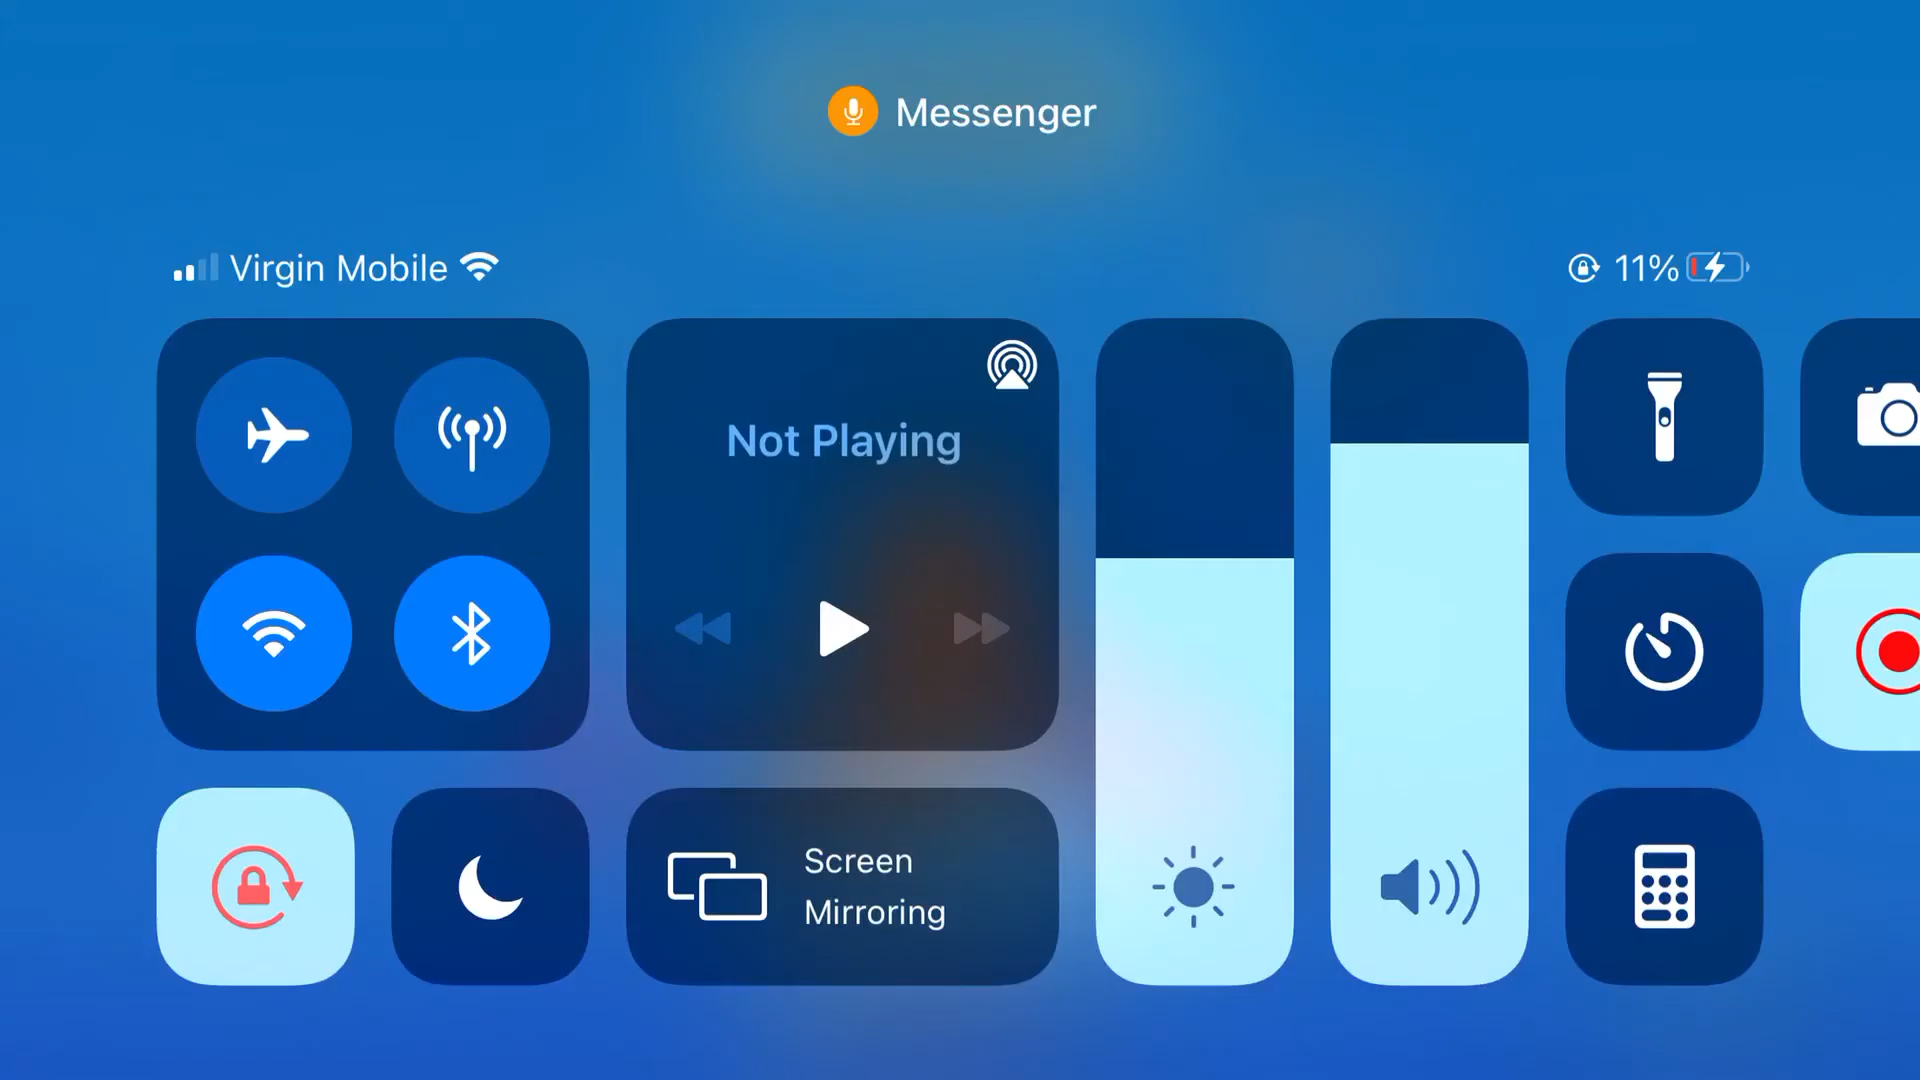 Messenger
Virgin Mobile
11%
Not Playing
Screen
Mirroring